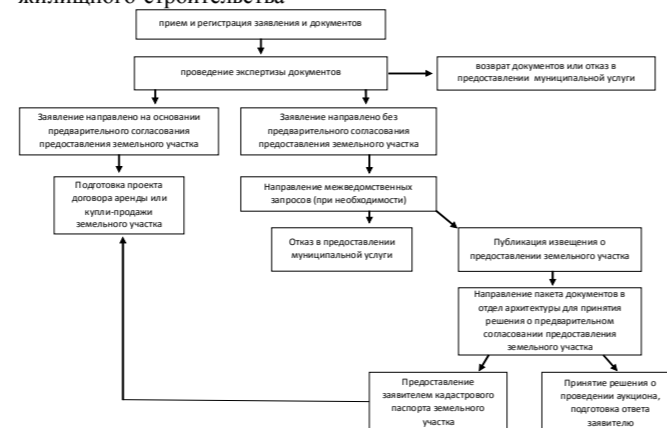 жилищного строительства
прием и регистрация заявления и документов
проведение экспертизы документов
возврат документов или отказ в
предоставлении муниципальной услуги
Заявление направлено на основании
предварительного согласования
предоставления земельного участка
Заявление направлено без
предварительного согласования
предоставления земельного участка
Подготовка проекта
договора аренды или
купли-продажи
земельного участка
Направление межведомственных
запросов (при необходимости)
Отказ в предоставлении
муниципальной услуги
Публикация извещения о
предоставлении земельного участка
Направление пакета документов в
отдел архитектуры для принятия
решения о предварительном
согласовании предоставления
земельного участка
Предоставление
заявителем кадастрового
паспорта земельного
участка
Принятие решения о
проведении аукциона,
подготовка ответа
заявителю